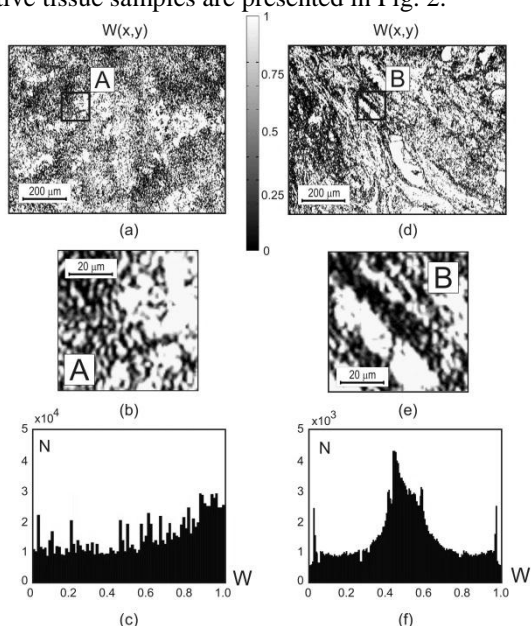 tive tissue samples are presented in Fig. 2.
W(x,y)
1
W(x,y)
A
0.75
B
0.5
0.25
200 μm
0
200 μm
(a)
(d)
20 μm
B
A
20 μm
(b)
(e)
x10⁴
x10³
5
N
5
N
4
4
3
3
2
2
1
1
W
W
0
0
0 0.2 0.4 0.6 0.8 1.0
0 0.2 0.4 0.6 0.8 1.0
(c)
(f)